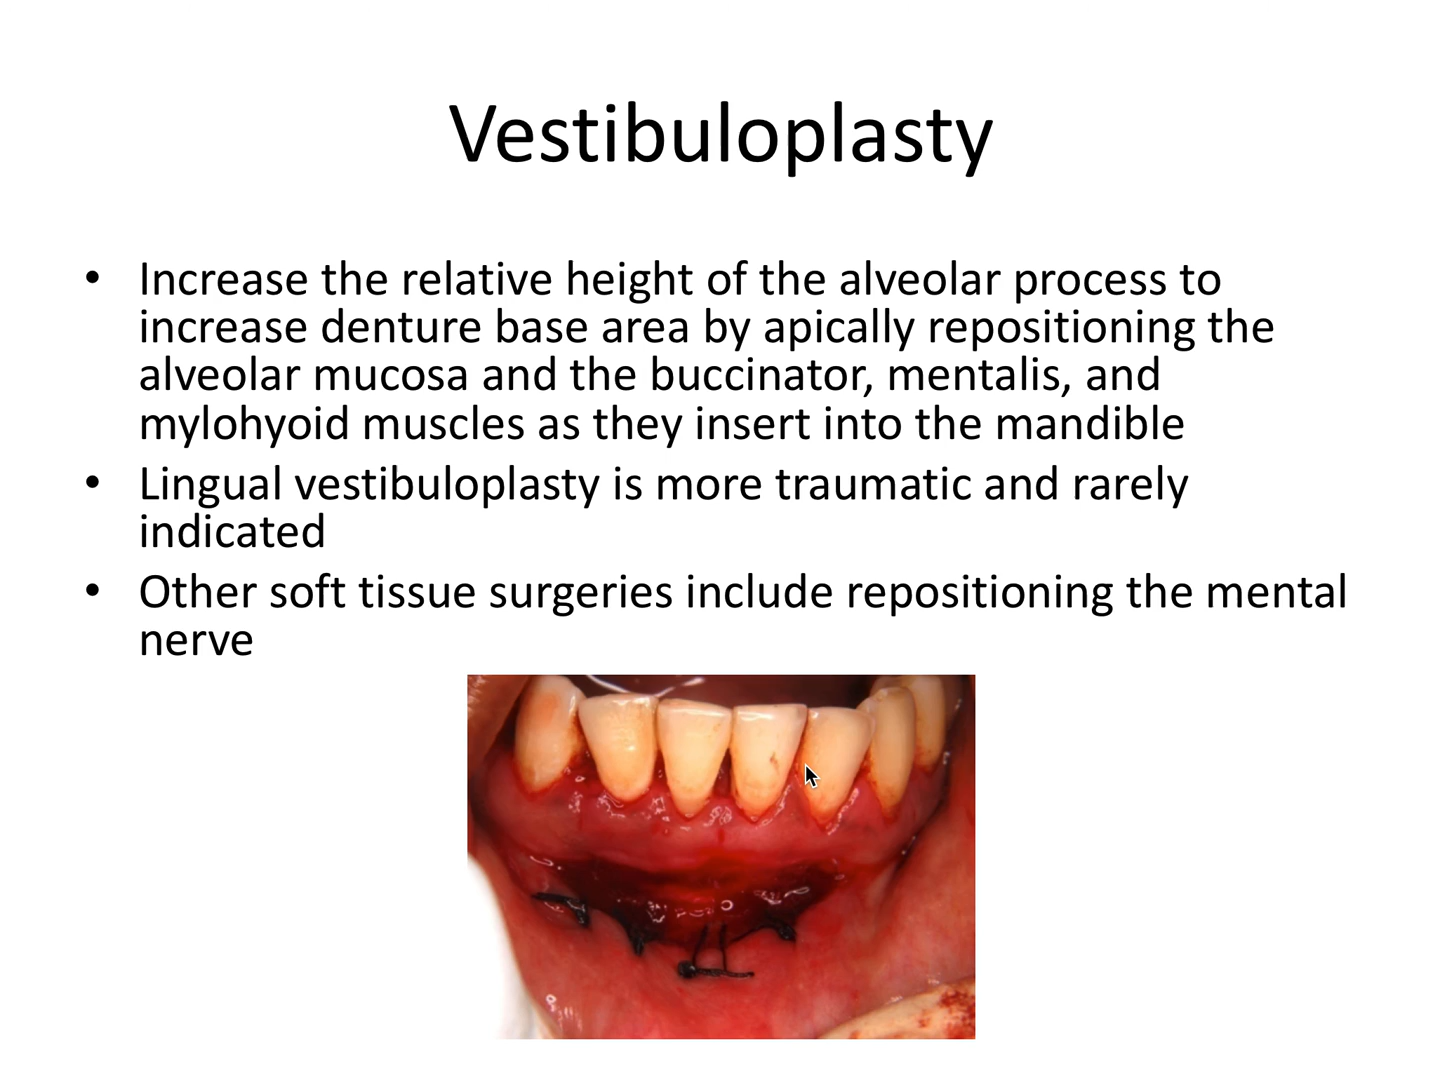 Vestibuloplasty
• Increase the relative height of the alveolar process to
increase denture base area by apically repositioning the
alveolar mucosa and the buccinator, mentalis, and
mylohyoid muscles as they insert into the mandible
• Lingual vestibuloplasty is more traumatic and rarely
indicated
• Other soft tissue surgeries include repositioning the mental
nerve